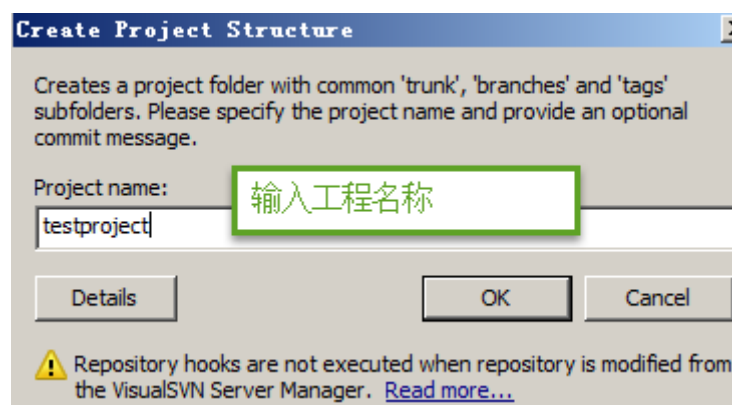 Create Project Structure
Creates a project folder with common 'trunk', 'branches' and 'tags'
subfolders. Please specify the project name and provide an optional
commit message.
Project name:
输入工程名称
testproject
Details OK Cancel
Repository hooks are not executed when repository is modified from
the VisualSVN Server Manager. Read more...